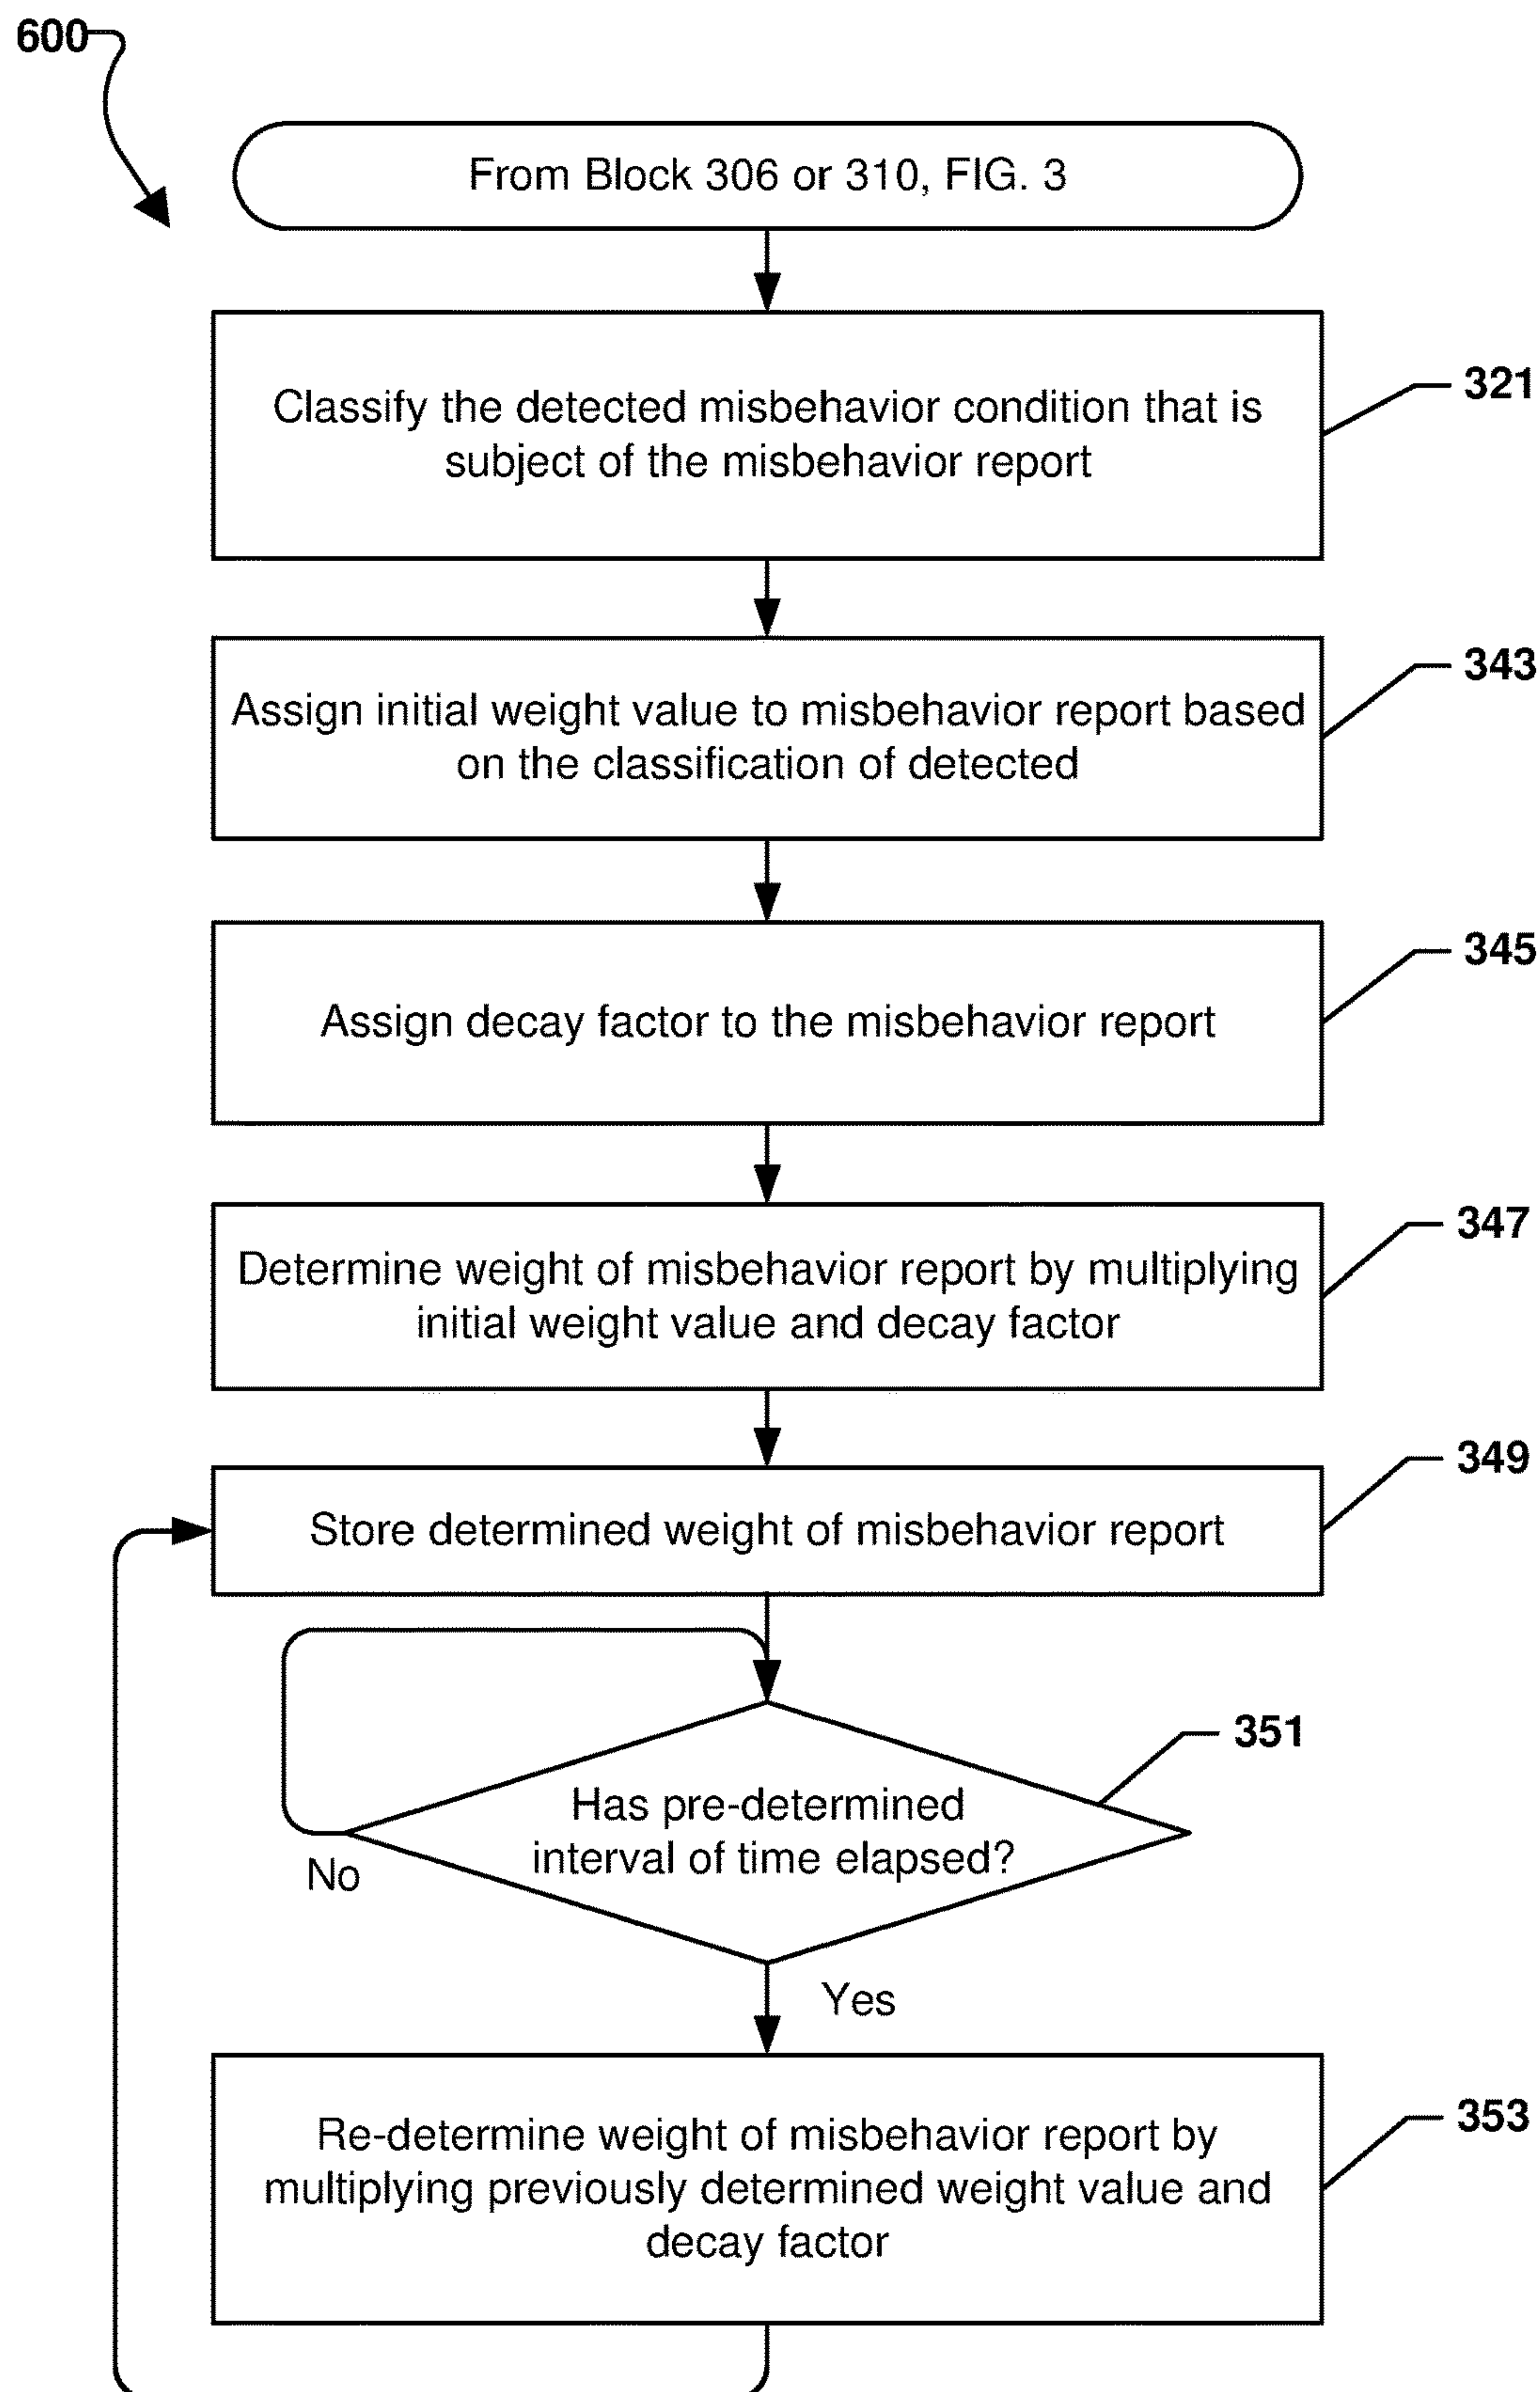 600
From Block 306 or 310, FIG. 3
Classify the detected misbehavior condition that is
subject of the misbehavior report
321
Assign initial weight value to misbehavior report based
on the classification of detected
343
Assign decay factor to the misbehavior report
345
Determine weight of misbehavior report by multiplying
initial weight value and decay factor
347
Store determined weight of misbehavior report
349
Has pre-determined
interval of time elapsed?
351
No
Yes
Re-determine weight of misbehavior report by
multiplying previously determined weight value and
decay factor
353